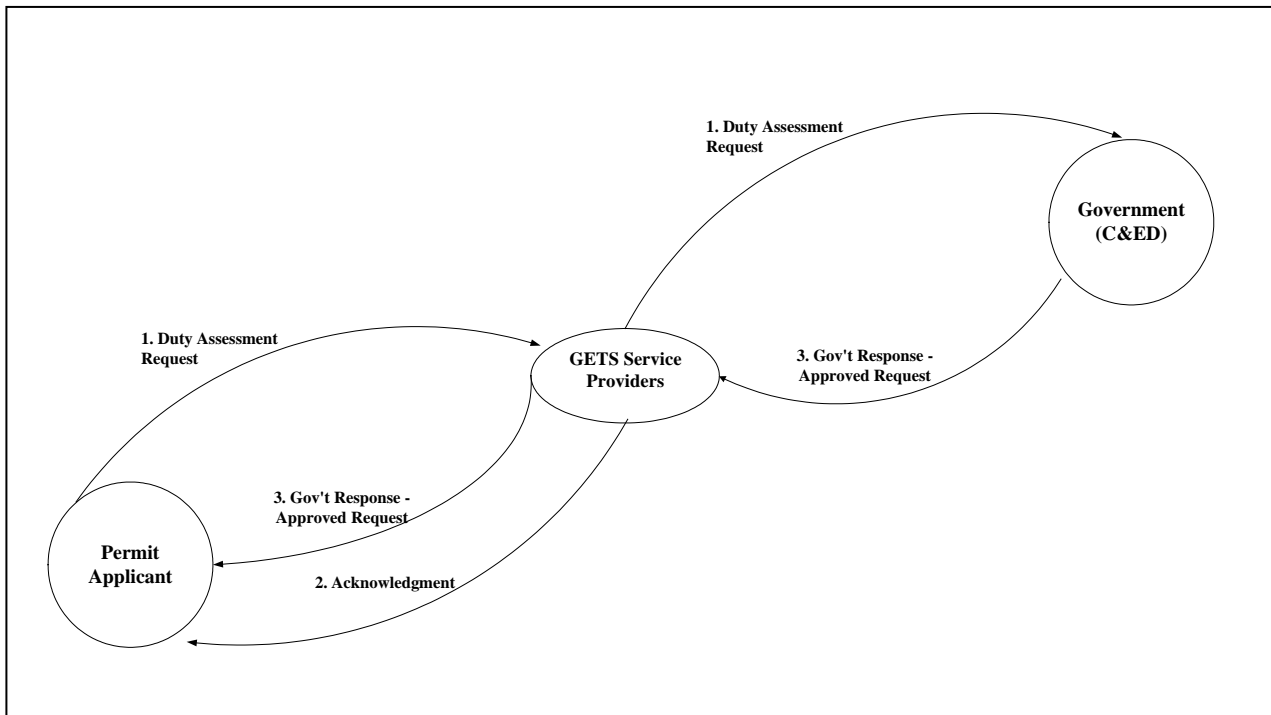 1. Duty Assessment
Request
Government
(C&ED)
1. Duty Assessment
Request
GETS Service
Providers
3. Gov't Response -
Approved Request
3. Gov't Response -
Approved Request
Permit
Applicant
2. Acknowledgment